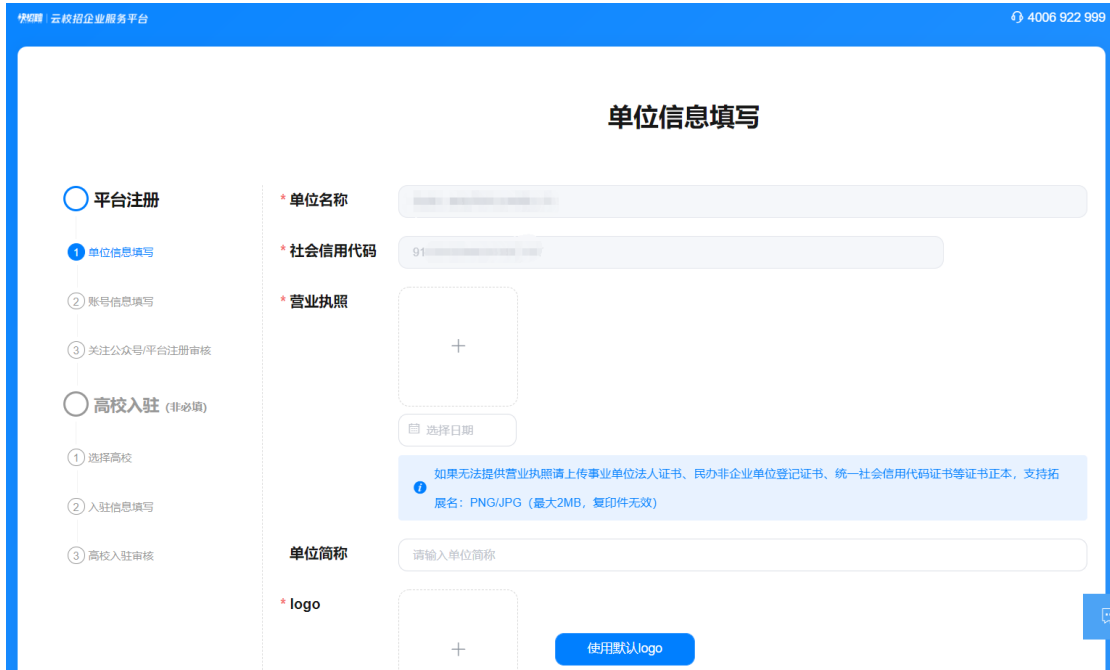 快招聘 云校招企业服务平台
4006 922 999
单位信息填写
平台注册
1 单位信息填写
2 账号信息填写
3 关注公众号/平台注册审核
高校入驻 (非必填)
1 选择高校
2 入驻信息填写
3 高校入驻审核
* 单位名称
* 社会信用代码
91
* 营业执照
选择日期
如果无法提供营业执照请上传事业单位法人证书、民办非企业单位登记证书、统一社会信用代码证书等证书正本，支持拓
展名：PNG/JPG（最大2MB，复印件无效）
单位简称
请输入单位简称
* logo
使用默认logo